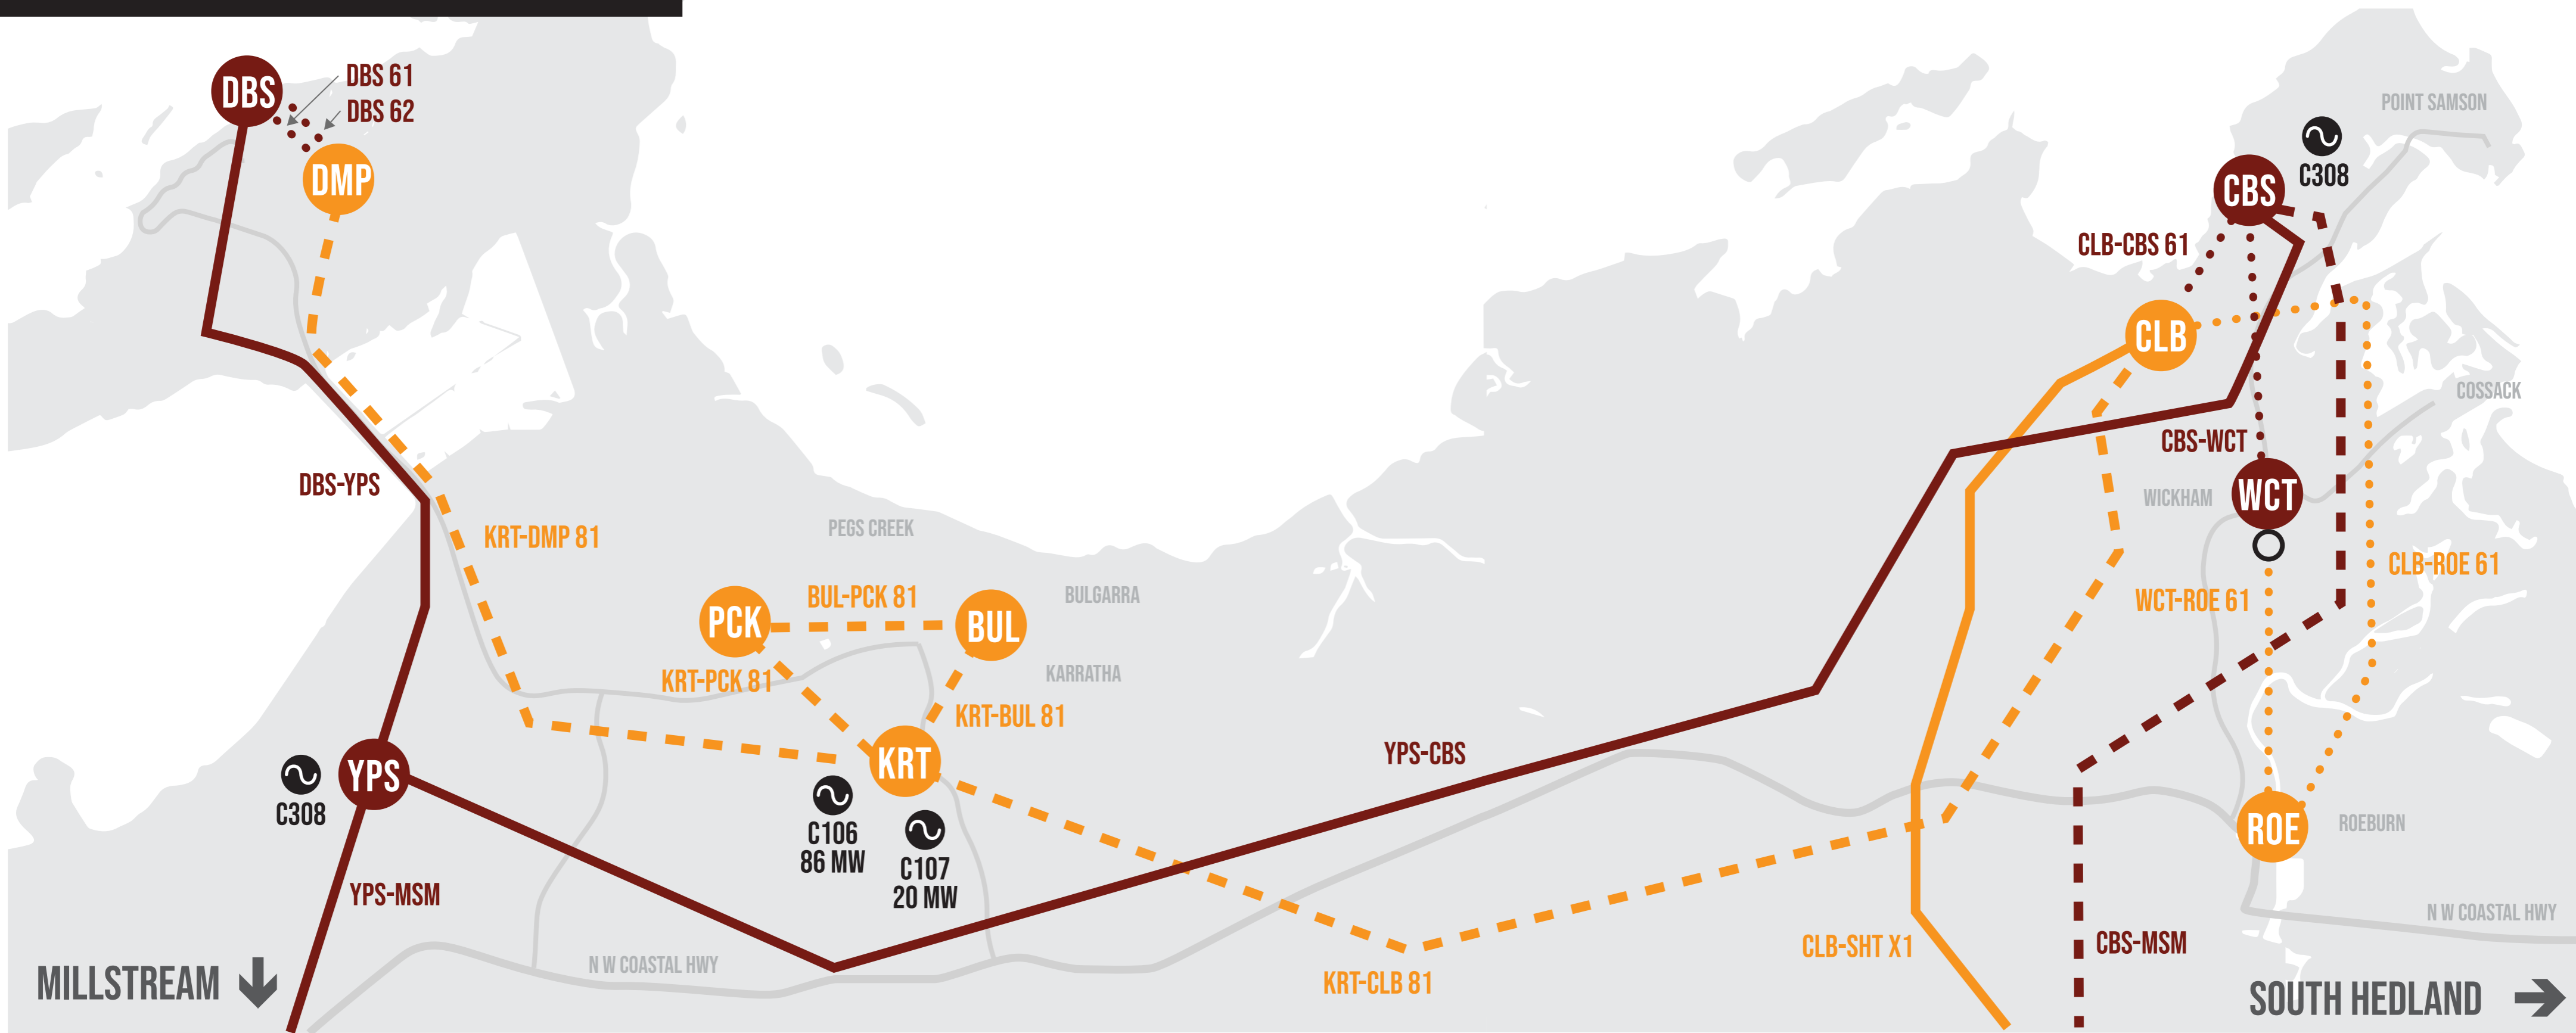 DBS
DBS 61
DBS 62
DMP
POINT SAMSON
C308
CBS
CLB-CBS 61
CLB
COSSACK
CBS-WCT
WICKHAM
WCT
DBS-YPS
KRT-DMP 81
PEGS CREEK
CLB-ROE 61
WCT-ROE 61
BUL-PCK 81
BULGARRA
PCK
BUL
KRT-PCK 81
KARRATHA
KRT-BUL 81
YPS-CBS
KRT
YPS
C308
C106
86 MW
C107
20 MW
ROE
ROEBURN
YPS-MSM
N W COASTAL HWY
CLB-SHT X1
CBS-MSM
N W COASTAL HWY
KRT-CLB 81
MILLSTREAM
SOUTH HEDLAND